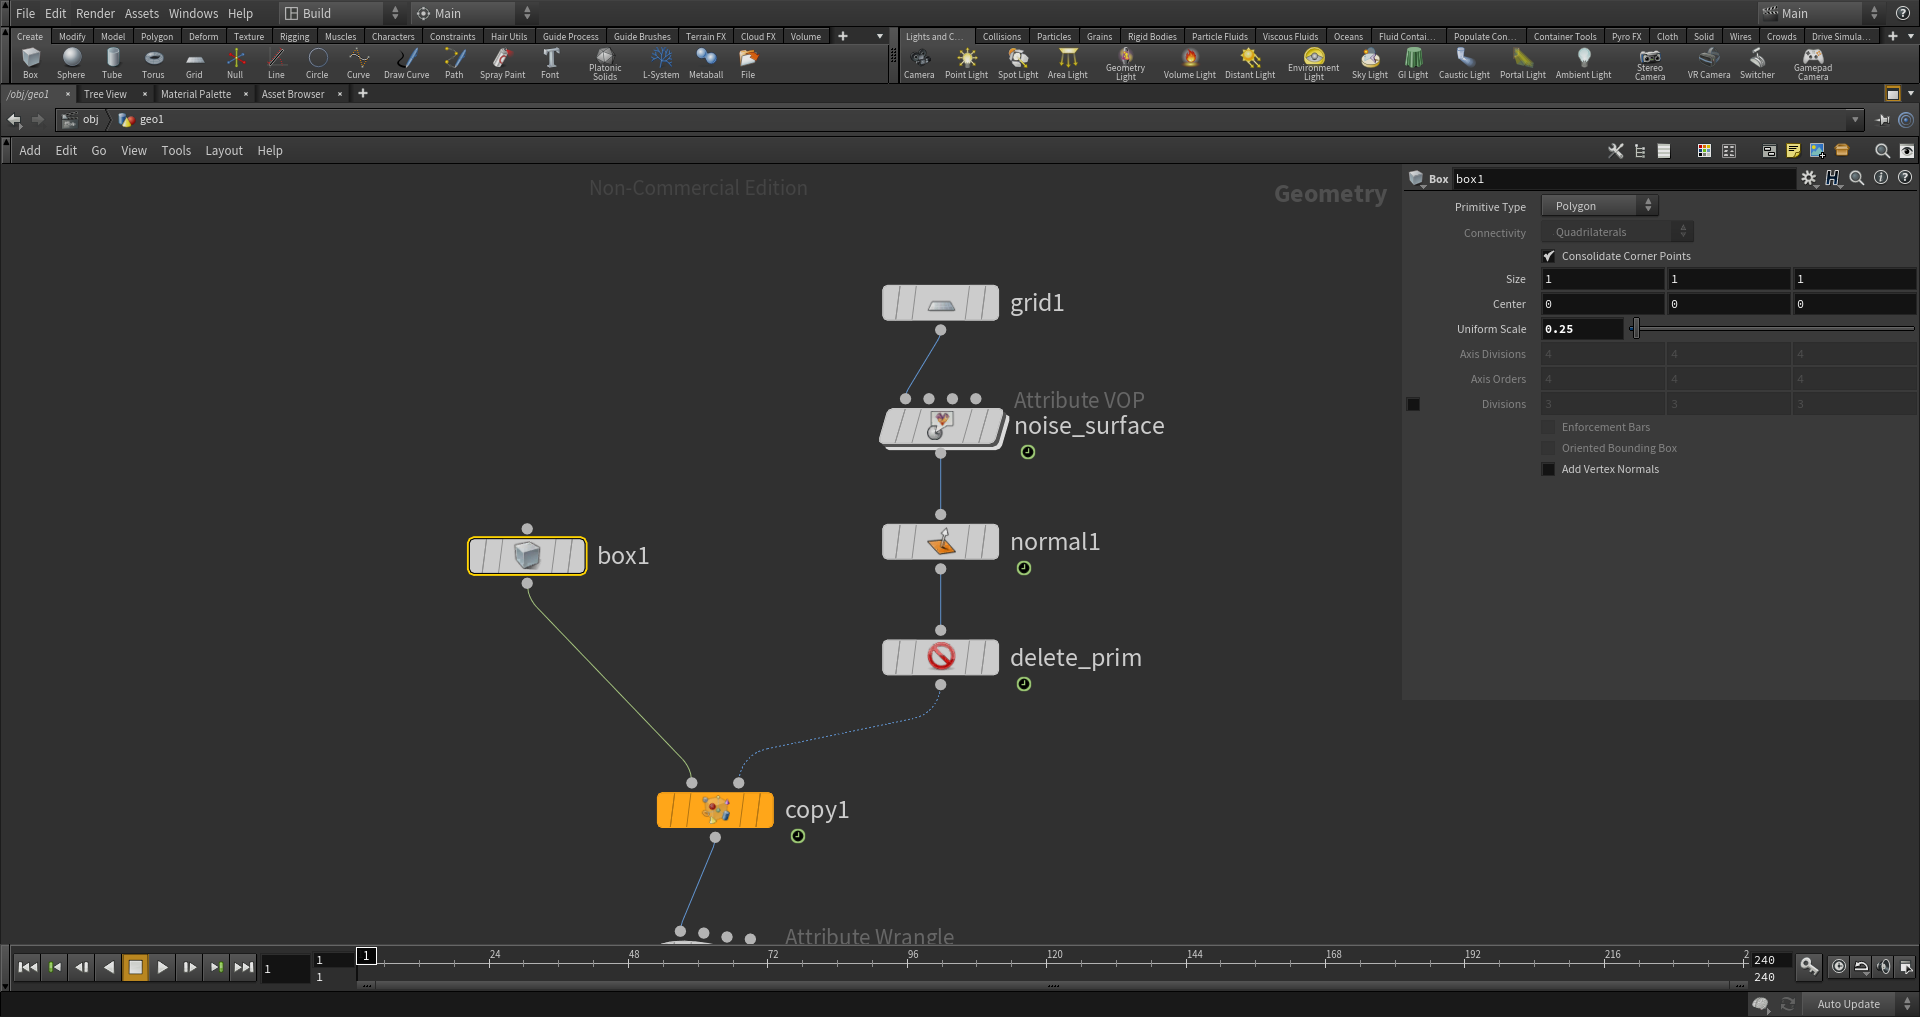 File Edit Render Assets Windows Help Build Main Main
Create Modify Model Polygon Deform Texture Rigging Muscles Characters Constraints Hair Utils Guide Process Guide Brushes Terrain FX Cloud FX Volume
Lights and C... Collisions Particles Grains Rigid Bodies Particle Fluids Viscous Fluids Oceans Fluid Contai... Populate Con... Container Tools Pyro FX Cloth Solid Wires Crowds Drive Simula...
Box Sphere Tube Torus Grid Null Line Circle Curve Draw Curve Path Spray Paint Font Platonic Solids L-System Metaball File
Camera Point Light Spot Light Area Light Geometry Light Volume Light Distant Light Environment Light Sky Light GI Light Caustic Light Portal Light Ambient Light Stereo Camera VR Camera Switcher Gamepad Camera
/obj/geo1 Tree View Material Palette Asset Browser
obj geo1
Add Edit Go View Tools Layout Help
Non-Commercial Edition
Geometry
grid1
Attribute VOP
noise_surface
normal1
box1
delete_prim
copy1
Attribute Wrangle
Box box1
Primitive Type Polygon
Connectivity Quadrilaterals
Consolidate Corner Points
Size 1 1 1
Center 0 0 0
Uniform Scale 0.25
Axis Divisions 4 4 4
Axis Orders 4 4 4
Divisions 3 3 3
Enforcement Bars
Oriented Bounding Box
Add Vertex Normals
1 1 1 1 24 48 72 96 120 144 168 192 216 2 240 240
Auto Update